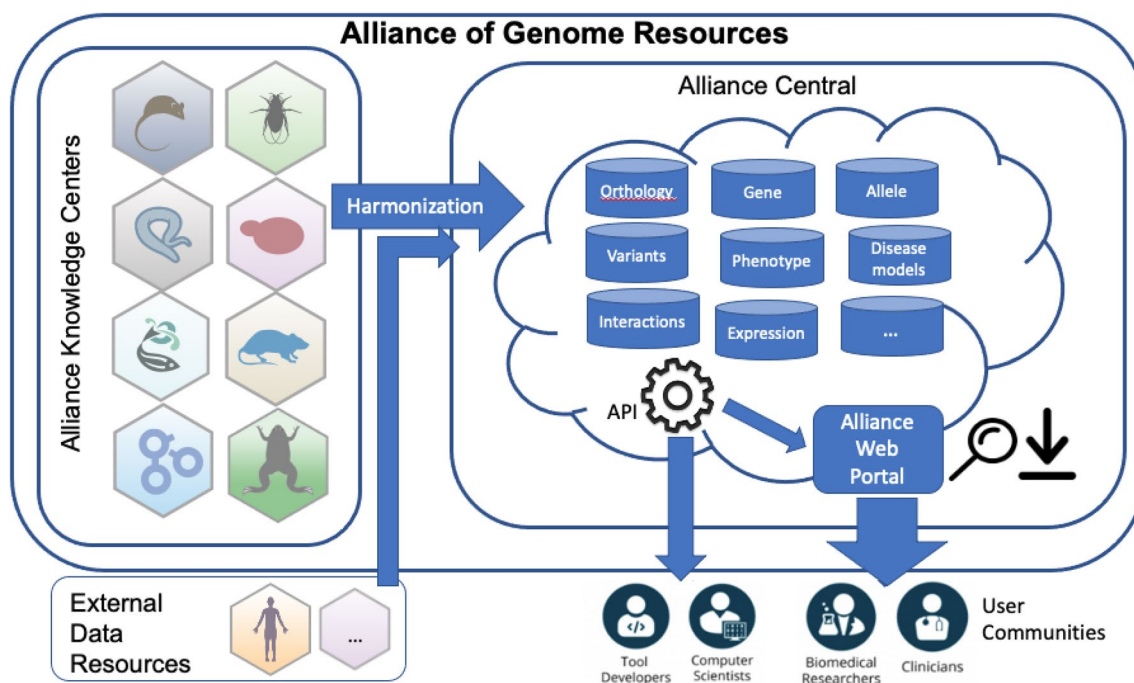 Alliance of Genome Resources
Alliance Knowledge Centers
Harmonization
Alliance Central
Orthology
Gene
Allele
Variants
Phenotype
Disease
models
Interactions
Expression
...
API
Alliance
Web
Portal
External
Data
Resources
...
</>
Tool
Developers
Computer
Scientists
Biomedical
Researchers
Clinicians
User
Communities